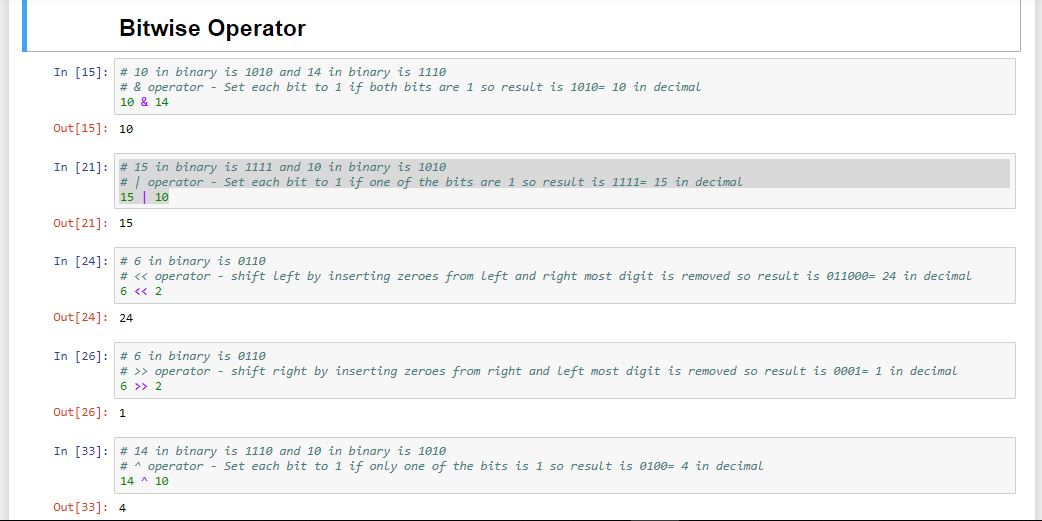 Bitwise Operator
In [15]: # 10 in binary is 1010 and 14 in binary is 1110
# & operator - Set each bit to 1 if both bits are 1 so result is 1010= 10 in decimal
10 & 14
Out[15]: 10
In [21]: # 15 in binary is 1111 and 10 in binary is 1010
# | operator - Set each bit to 1 if one of the bits are 1 so result is 1111= 15 in decimal
15 | 10
Out[21]: 15
In [24]: # 6 in binary is 0110
# << operator - shift left by inserting zeroes from left and right most digit is removed so result is 011000= 24 in decimal
6 << 2
Out[24]: 24
In [26]: # 6 in binary is 0110
# >> operator - shift right by inserting zeroes from right and left most digit is removed so result is 0001= 1 in decimal
6 >> 2
Out[26]: 1
In [33]: # 14 in binary is 1110 and 10 in binary is 1010
# ^ operator - Set each bit to 1 if only one of the bits is 1 so result is 0100= 4 in decimal
14 ^ 10
Out[33]: 4